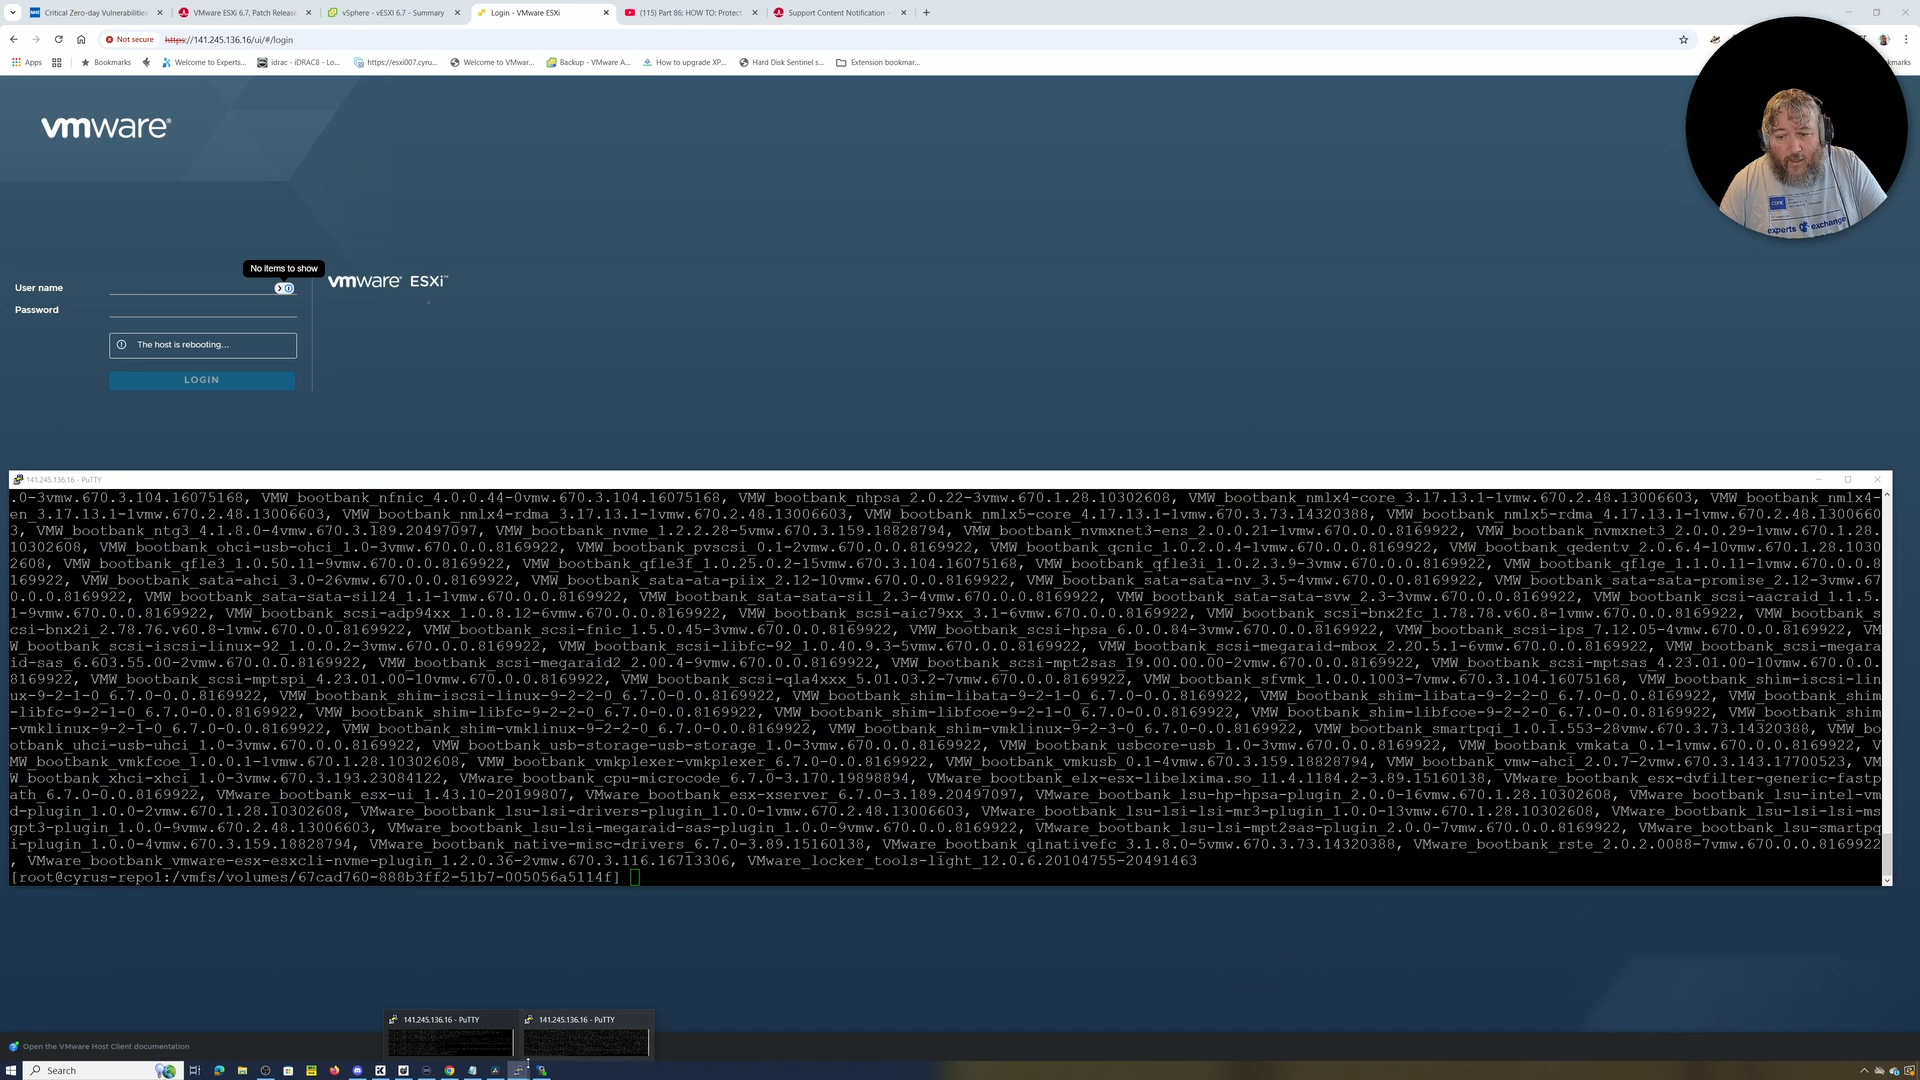 Critical Zero-day Vulnerabilities
VMware ESXi 6.7, Patch Releas
vSphere - vESXI 6.7 - Summary
Login - VMware ESXi
(115) Part 86: HOW TO: Protect
Support Content Notification -
Not secure
https://141.245.136.16/ui/#/login
Apps
Bookmarks
Welcome to Experts...
idrac - iDRAC8 - Lo...
https://esxi007.cyru...
Welcome to VMwar...
Backup - VMware A...
How to upgrade XP...
Hard Disk Sentinel s...
Extension bookmar...
vmware®
No items to show
User name
vmware® ESXi™
Password
The host is rebooting...
LOGIN
CORE
experts exchange
141.245.136.16 - PuTTY
.0-3vmw.670.3.104.16075168, VMW_bootbank_nfnic_4.0.0.44-0vmw.670.3.104.16075168, VMW_bootbank_nhpsa_2.0.22-3vmw.670.1.28.10302608, VMW_bootbank_nmlx4-core_3.17.13.1-1vmw.670.2.48.13006603, VMW_bootbank_nmlx4-
en_3.17.13.1-1vmw.670.2.48.13006603, VMW_bootbank_nmlx4-rdma_3.17.13.1-1vmw.670.2.48.13006603, VMW_bootbank_nmlx5-core_4.17.13.1-1vmw.670.3.73.14320388, VMW_bootbank_nmlx5-rdma_4.17.13.1-1vmw.670.2.48.1300660
3, VMW_bootbank_ntg3_4.1.8.0-4vmw.670.3.189.20497097, VMW_bootbank_nvme_1.2.2.28-5vmw.670.3.159.18828794, VMW_bootbank_nvmxnet3-ens_2.0.0.21-1vmw.670.0.0.8169922, VMW_bootbank_nvmxnet3_2.0.0.29-1vmw.670.1.28.
10302608, VMW_bootbank_ohci-usb-ohci_1.0-3vmw.670.0.0.8169922, VMW_bootbank_pvscsi_0.1-2vmw.670.0.0.8169922, VMW_bootbank_qcnic_1.0.2.0.4-1vmw.670.0.0.8169922, VMW_bootbank_qedentv_2.0.6.4-10vmw.670.1.28.1030
2608, VMW_bootbank_qfle3_1.0.50.11-9vmw.670.0.0.8169922, VMW_bootbank_qfle3f_1.0.25.0.2-15vmw.670.3.104.16075168, VMW_bootbank_qfle3i_1.0.2.3.9-3vmw.670.0.0.8169922, VMW_bootbank_qflge_1.1.0.11-1vmw.670.0.0.8
169922, VMW_bootbank_sata-ahci_3.0-26vmw.670.0.0.8169922, VMW_bootbank_sata-ata-piix_2.12-10vmw.670.0.0.8169922, VMW_bootbank_sata-sata-nv_3.5-4vmw.670.0.0.8169922, VMW_bootbank_sata-sata-promise_2.12-3vmw.67
0.0.0.8169922, VMW_bootbank_sata-sata-sil24_1.1-1vmw.670.0.0.8169922, VMW_bootbank_sata-sata-sil_2.3-4vmw.670.0.0.8169922, VMW_bootbank_sata-sata-svw_2.3-3vmw.670.0.0.8169922, VMW_bootbank_scsi-aacraid_1.1.5.
1-9vmw.670.0.0.8169922, VMW_bootbank_scsi-adp94xx_1.0.8.12-6vmw.670.0.0.8169922, VMW_bootbank_scsi-aic79xx_3.1-6vmw.670.0.0.8169922, VMW_bootbank_scsi-bnx2fc_1.78.78.v60.8-1vmw.670.0.0.8169922, VMW_bootbank_s
csi-bnx2i_2.78.76.v60.8-1vmw.670.0.0.8169922, VMW_bootbank_scsi-fnic_1.5.0.45-3vmw.670.0.0.8169922, VMW_bootbank_scsi-hpsa_6.0.0.84-3vmw.670.0.0.8169922, VMW_bootbank_scsi-ips_7.12.05-4vmw.670.0.0.8169922, VM
W_bootbank_scsi-iscsi-linux-92_1.0.0.2-3vmw.670.0.0.8169922, VMW_bootbank_scsi-libfc-92_1.0.40.9.3-5vmw.670.0.0.8169922, VMW_bootbank_scsi-megaraid-mbox_2.20.5.1-6vmw.670.0.0.8169922, VMW_bootbank_scsi-megara
id-sas_6.603.55.00-2vmw.670.0.0.8169922, VMW_bootbank_scsi-megaraid2_2.00.4-9vmw.670.0.0.8169922, VMW_bootbank_scsi-mpt2sas_19.00.00.00-2vmw.670.0.0.8169922, VMW_bootbank_scsi-mptsas_4.23.01.00-10vmw.670.0.0.
8169922, VMW_bootbank_scsi-mptspi_4.23.01.00-10vmw.670.0.0.8169922, VMW_bootbank_scsi-qla4xxx_5.01.03.2-7vmw.670.0.0.8169922, VMW_bootbank_sfvmk_1.0.0.1003-7vmw.670.3.104.16075168, VMW_bootbank_shim-iscsi-lin
ux-9-2-1-0_6.7.0-0.0.8169922, VMW_bootbank_shim-iscsi-linux-9-2-2-0_6.7.0-0.0.8169922, VMW_bootbank_shim-libata-9-2-1-0_6.7.0-0.0.8169922, VMW_bootbank_shim-libata-9-2-2-0_6.7.0-0.0.8169922, VMW_bootbank_shim
-libfc-9-2-1-0_6.7.0-0.0.8169922, VMW_bootbank_shim-libfc-9-2-2-0_6.7.0-0.0.8169922, VMW_bootbank_shim-libfcoe-9-2-1-0_6.7.0-0.0.8169922, VMW_bootbank_shim-libfcoe-9-2-2-0_6.7.0-0.0.8169922, VMW_bootbank_shim
-vmklinux-9-2-1-0_6.7.0-0.0.8169922, VMW_bootbank_shim-vmklinux-9-2-2-0_6.7.0-0.0.8169922, VMW_bootbank_shim-vmklinux-9-2-3-0_6.7.0-0.0.8169922, VMW_bootbank_smartpqi_1.0.1.553-28vmw.670.3.73.14320388, VMW_bo
otbank_uhci-usb-uhci_1.0-3vmw.670.0.0.8169922, VMW_bootbank_usb-storage-usb-storage_1.0-3vmw.670.0.0.8169922, VMW_bootbank_usbcore-usb_1.0-3vmw.670.0.0.8169922, VMW_bootbank_vmkata_0.1-1vmw.670.0.0.8169922, V
MW_bootbank_vmkfcoe_1.0.0.1-1vmw.670.1.28.10302608, VMW_bootbank_vmkplexer-vmkplexer_6.7.0-0.0.8169922, VMW_bootbank_vmkusb_0.1-4vmw.670.3.159.18828794, VMW_bootbank_vmw-ahci_2.0.7-2vmw.670.3.143.17700523, VM
W_bootbank_xhci-xhci_1.0-3vmw.670.3.193.23084122, VMware_bootbank_cpu-microcode_6.7.0-3.170.19898894, VMware_bootbank_elx-esx-libelxima.so_11.4.1184.2-3.89.15160138, VMware_bootbank_esx-dvfilter-generic-fastp
ath_6.7.0-0.0.8169922, VMware_bootbank_esx-ui_1.43.10-20199807, VMware_bootbank_esx-xserver_6.7.0-3.189.20497097, VMware_bootbank_lsu-hp-hpsa-plugin_2.0.0-16vmw.670.1.28.10302608, VMware_bootbank_lsu-intel-vm
d-plugin_1.0.0-2vmw.670.1.28.10302608, VMware_bootbank_lsu-lsi-drivers-plugin_1.0.0-1vmw.670.2.48.13006603, VMware_bootbank_lsu-lsi-lsi-mr3-plugin_1.0.0-13vmw.670.1.28.10302608, VMware_bootbank_lsu-lsi-lsi-ms
gpt3-plugin_1.0.0-9vmw.670.2.48.13006603, VMware_bootbank_lsu-lsi-megaraid-sas-plugin_1.0.0-9vmw.670.0.0.8169922, VMware_bootbank_lsu-lsi-mpt2sas-plugin_2.0.0-7vmw.670.0.0.8169922, VMware_bootbank_lsu-smartpq
i-plugin_1.0.0-4vmw.670.3.159.18828794, VMware_bootbank_native-misc-drivers_6.7.0-3.89.15160138, VMware_bootbank_qlnativefc_3.1.8.0-5vmw.670.3.73.14320388, VMware_bootbank_rste_2.0.2.0088-7vmw.670.0.0.8169922
, VMware_bootbank_vmware-esx-esxcli-nvme-plugin_1.2.0.36-2vmw.670.3.116.16713306, VMware_locker_tools-light_12.0.6.20104755-20491463
[root@cyrus-repo1:/vmfs/volumes/67cad760-888b3ff2-51b7-005056a5114f]
141.245.136.16 - PuTTY
141.245.136.16 - PuTTY
Open the VMware Host Client documentation
Search